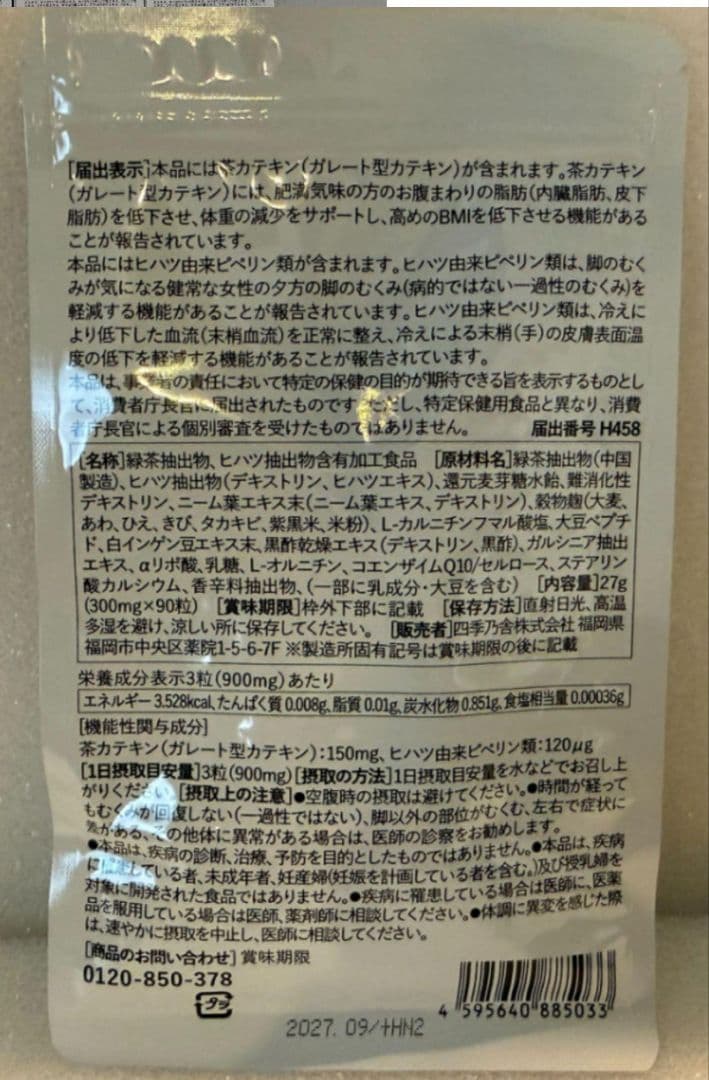 [届出表示]本品には茶カテキン(ガレート型カテキン)が含まれます。茶カテキン
(ガレート型カテキン)には、肥満気味の方のお腹まわりの脂肪(内臓脂肪、皮下
脂肪)を低下させ、体重の減少をサポートし、高めのBMIを低下させる機能がある
ことが報告されています。
本品にはヒハツ由来ピペリン類が含まれます。ヒハツ由来ピペリン類は、脚のむく
みが気になる健常な女性の夕方の脚のむくみ(病的ではない一過性のむくみ)を
軽減する機能があることが報告されています。ヒハツ由来ピペリン類は、冷えに
より低下した血流(末梢血流)を正常に整え、冷えによる末梢(手)の皮膚表面温
度の低下を軽減する機能があることが報告されています。
本品は、事業者の責任において特定の保健の目的が期待できる旨を表示するものとし
て、消費者庁長官に届出されたものです。ただし、特定保健用食品と異なり、消費
者庁長官による個別審査を受けたものではありません。 届出番号 H458
[名称]緑茶抽出物、ヒハツ抽出物含有加工食品 [原材料名]緑茶抽出物(中国
製造)、ヒハツ抽出物(デキストリン、ヒハツエキス)、還元麦芽糖水飴、難消化性
デキストリン、ニーム葉エキス末(ニーム葉エキス、デキストリン)、穀物麹(大麦、
あわ、ひえ、きび、タカキビ、紫黒米、米粉)、L-カルニチンフマル酸塩、大豆ペプチ
ド、白インゲン豆エキス末、黒酢乾燥エキス(デキストリン、黒酢)、ガルシニア抽出
エキス、αリポ酸、乳糖、L-オルニチン、コエンザイムQ10/セルロース、ステアリン
酸カルシウム、香辛料抽出物、(一部に乳成分・大豆を含む) [内容量]27g
(300mg×90粒) [賞味期限]枠外下部に記載 [保存方法]直射日光、高温
多湿を避け、涼しい所に保存してください。 [販売者]四季乃舎株式会社 福岡県
福岡市中央区薬院1-5-6-7F ※製造所固有記号は賞味期限の後に記載
栄養成分表示3粒(900mg)あたり
エネルギー 3.528kcal、たんぱく質 0.008g、脂質 0.01g、炭水化物 0.851g、食塩相当量 0.00036g
[機能性関与成分]
茶カテキン(ガレート型カテキン):150mg、ヒハツ由来ピペリン類:120μg
[1日摂取目安量]3粒(900mg)[摂取の方法]1日摂取目安量を水などでお召し上
がりください [摂取上の注意]●空腹時の摂取は避けてください。●時間が経って
もむくみが回復しない(一過性ではない)、脚以外の部位がむくむ、左右で症状に
差がある、その他体に異常がある場合は、医師の診察をお勧めします。
●本品は、疾病の診断、治療、予防を目的としたものではありません。●本品は、疾病
に罹患している者、未成年者、妊産婦(妊娠を計画している者を含む。)及び授乳婦を
対象に開発された食品ではありません。●疾病に罹患している場合は医師に、医薬
品を服用している場合は医師、薬剤師に相談してください。●体調に異変を感じた際
は、速やかに摂取を中止し、医師に相談してください。
[商品のお問い合わせ] 賞味期限
0120-850-378
プラ
4 595640 885033
2027. 09/+HN2